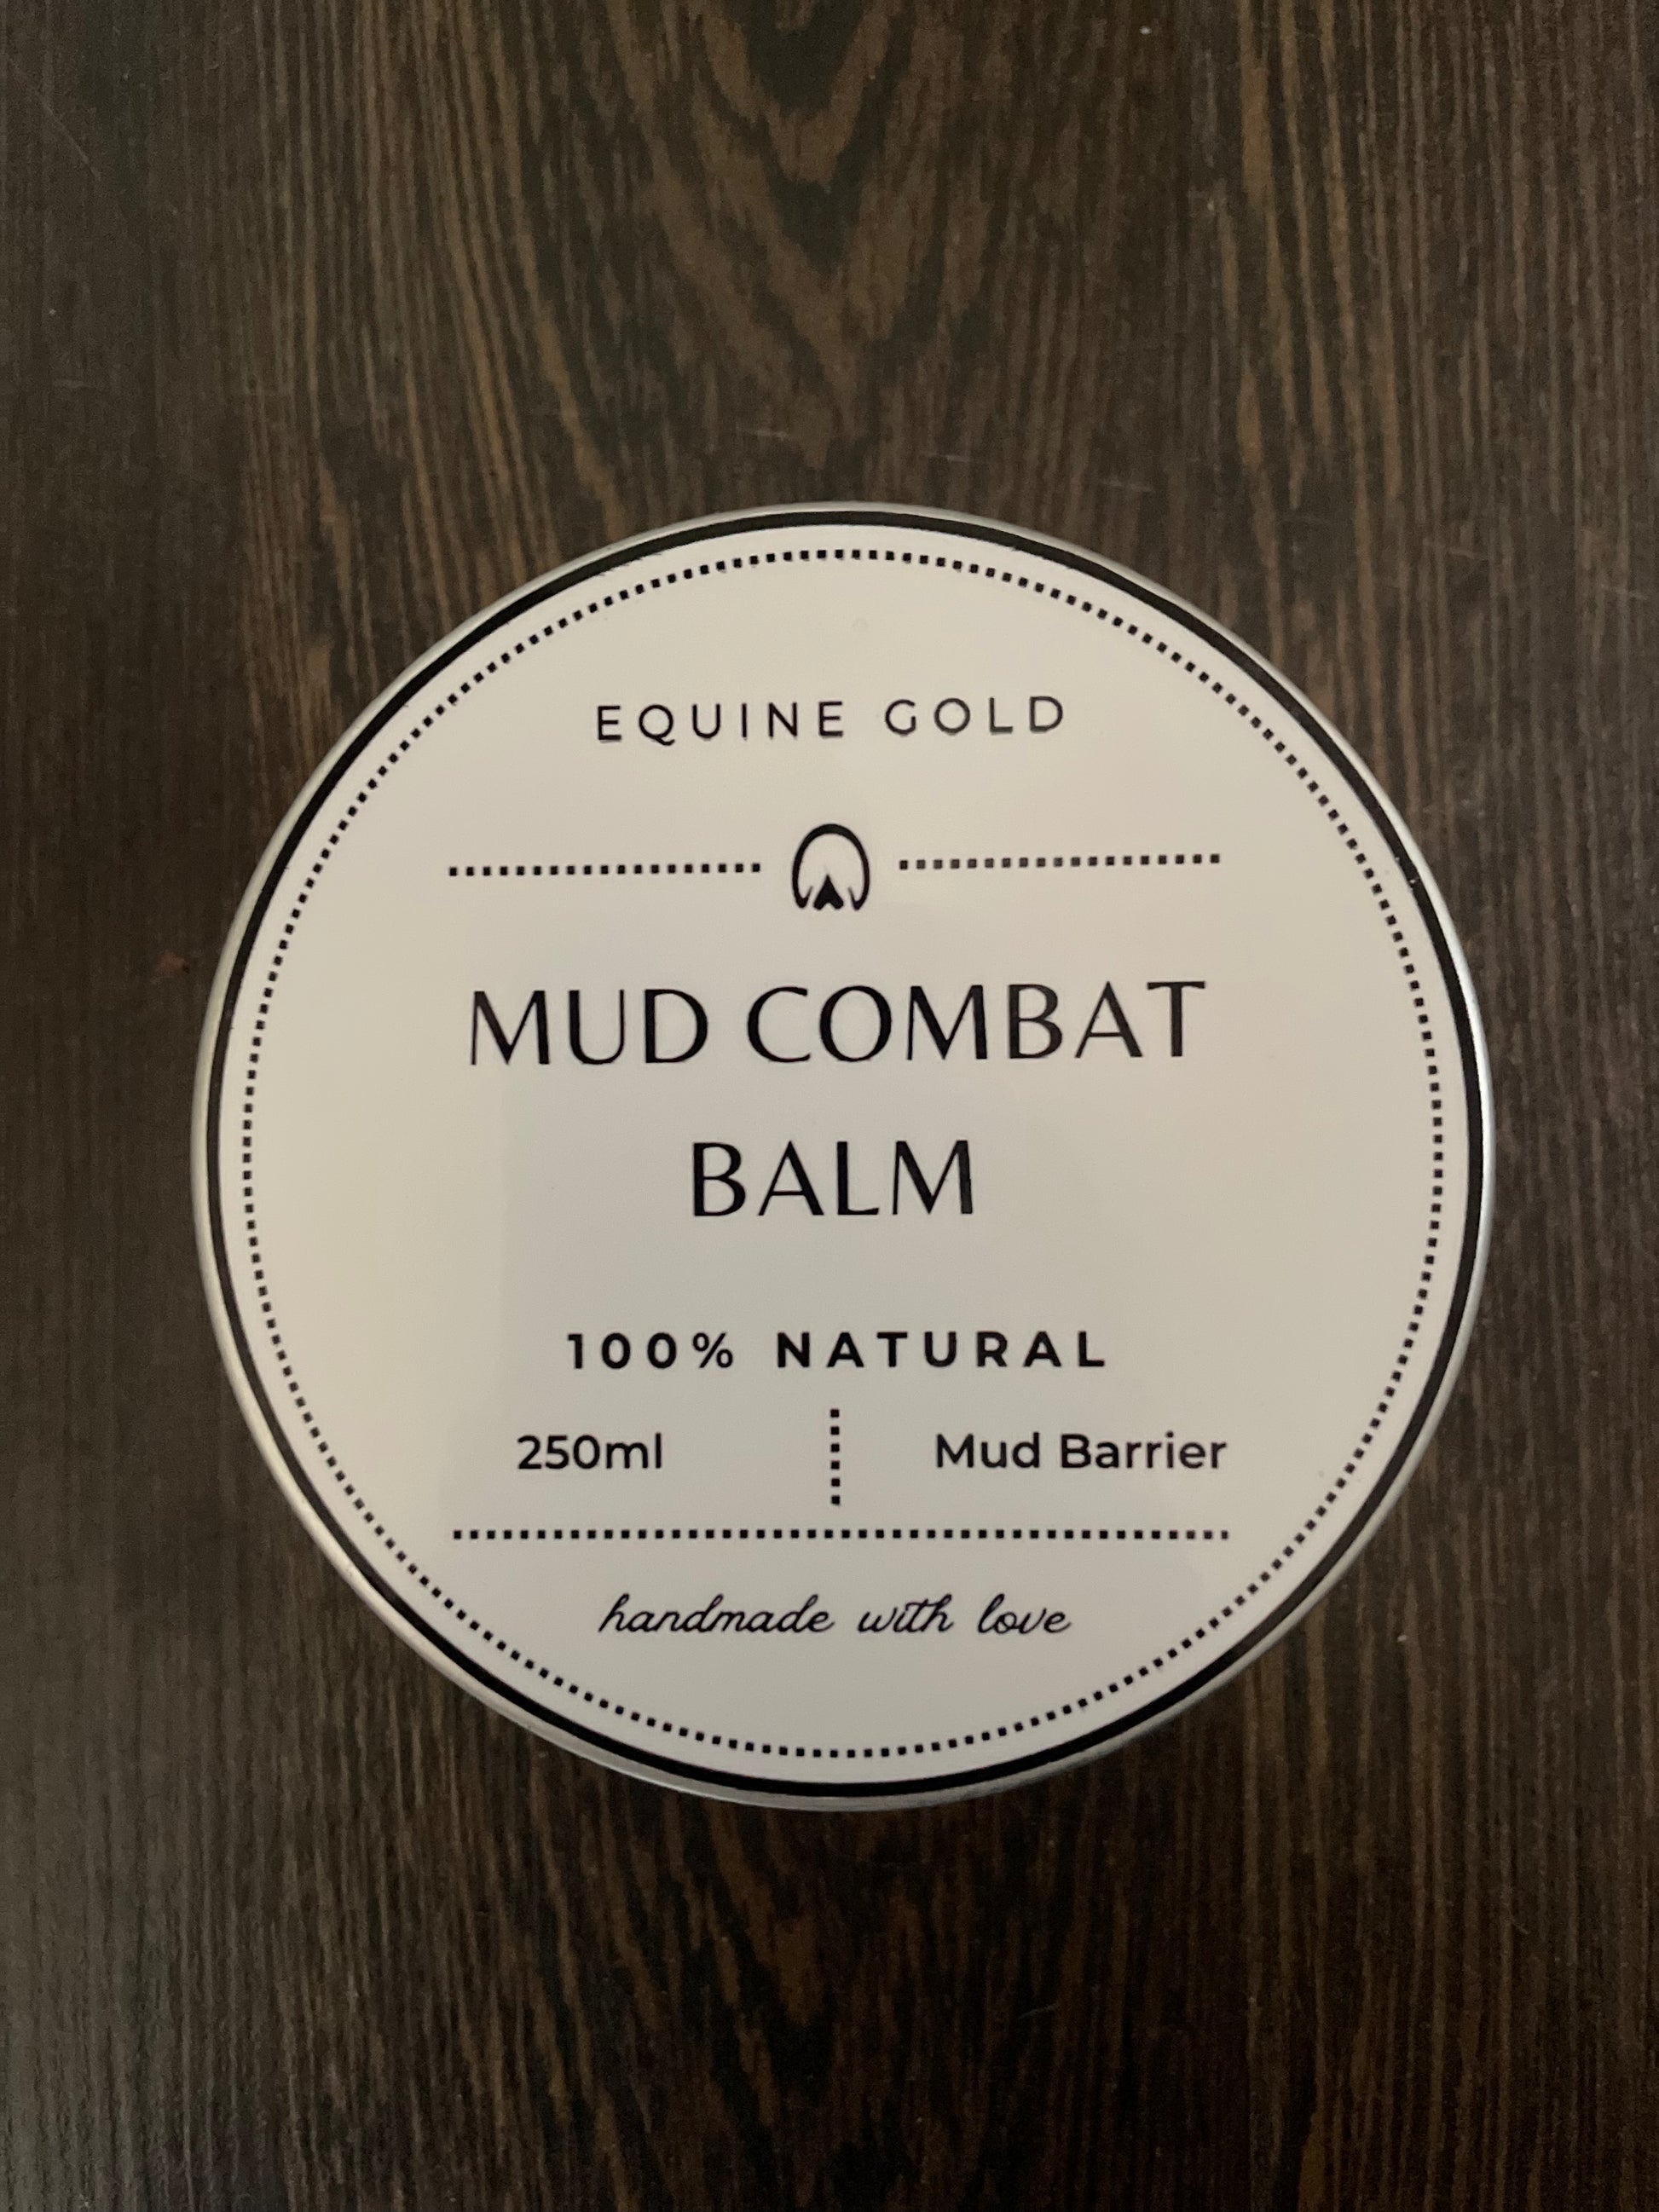 EQUINE GOLD
MUD COMBAT
BALM
100% NATURAL
250ml
Mud Barrier
handmade with love